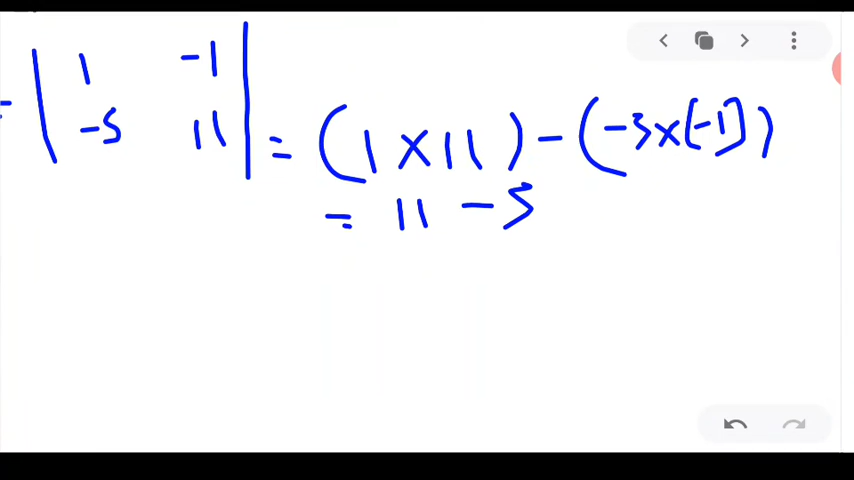 = | 1 -1 |
| -5 11 | = (1 × 11) - (-5 × [-1])
= 11 - 5